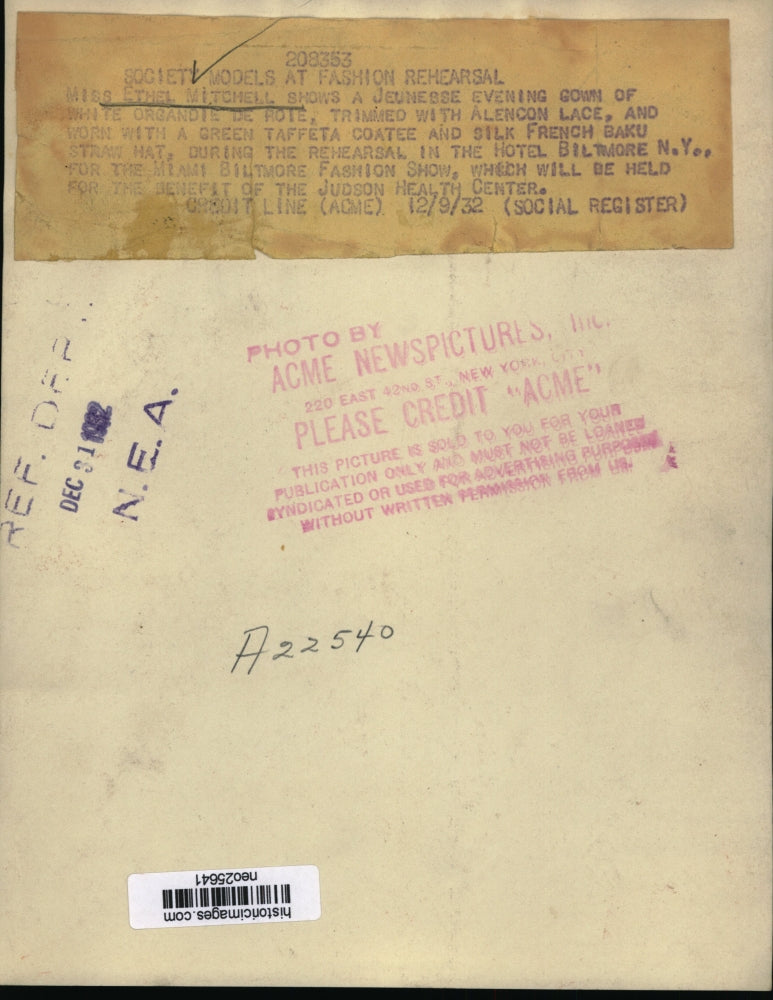 208353
SOCIETY MODELS AT FASHION REHEARSAL
MISS ETHEL MITCHELL SHOWS A JEUNESSE EVENING GOWN OF
WHITE ORGANDIE DE ROTE, TRIMMED WITH ALENCON LACE, AND
WORN WITH A GREEN TAFFETA COATEE AND SILK FRENCH BAKU
STRAW HAT, DURING THE REHEARSAL IN THE HOTEL BILTMORE N.Y.,
FOR THE MIAMI BILTMORE FASHION SHOW, WHICH WILL BE HELD
FOR THE BENEFIT OF THE JUDSON HEALTH CENTER.
CREDIT LINE (ACME) 12/9/32 (SOCIAL REGISTER)
REF. DEP
DEC 31 1932
N.E.A.
PHOTO BY
ACME NEWSPICTURES, INC.
220 EAST 42ND ST., NEW YORK CITY
PLEASE CREDIT "ACME"
THIS PICTURE IS SOLD TO YOU FOR YOUR
PUBLICATION ONLY AND MUST NOT BE LOANED
SYNDICATED OR USED FOR ADVERTISING PURPOSES
WITHOUT WRITTEN PERMISSION FROM US.
A22540
historicimages.com
neo25641